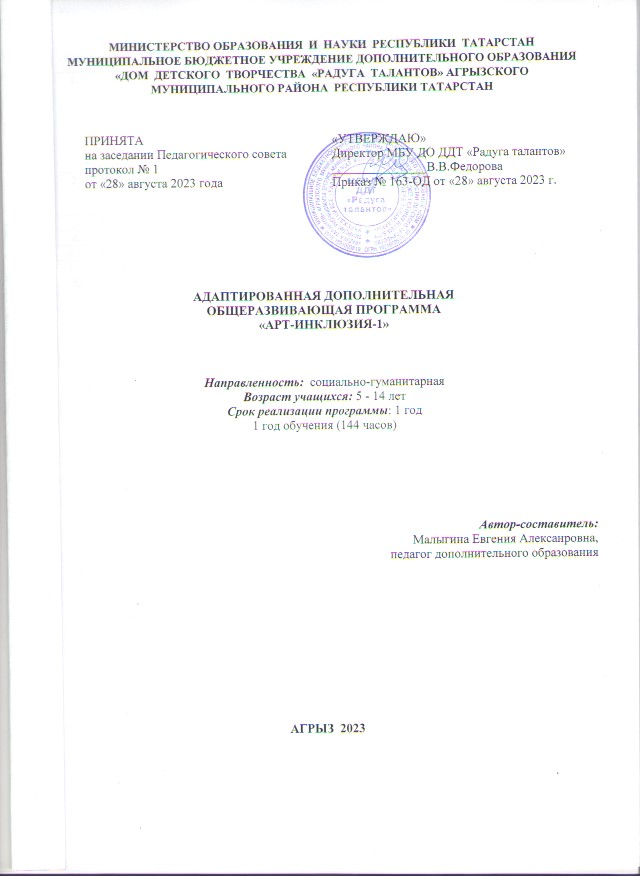 МИНИСТЕРСТВО ОБРАЗОВАНИЯ И НАУКИ РЕСПУБЛИКИ ТАТАРСТАН
МУНИЦИПАЛЬНОЕ БЮДЖЕТНОЕ УЧРЕЖДЕНИЕ ДОПОЛНИТЕЛЬНОГО ОБРАЗОВАНИЯ
«ДОМ ДЕТСКОГО ТВОРЧЕСТВА «РАДУГА ТАЛАНТОВ» АГРЫЗСКОГО
МУНИЦИПАЛЬНОГО РАЙОНА РЕСПУБЛИКИ ТАТАРСТАН
ПРИНЯТА
на заседании Педагогического совета
протокол № 1
от «28» августа 2023 года
«УТВЕРЖДАЮ»
Директор МБУ ДО ДДТ «Радуга талантов»
В.В.Федорова
Приказ № 163-ОД от «28» августа 2023 г.
ДДТ
«Радуга
талантов»
АДАПТИРОВАННАЯ ДОПОЛНИТЕЛЬНАЯ
ОБЩЕРАЗВИВАЮЩАЯ ПРОГРАММА
«АРТ-ИНКЛЮЗИЯ-1»
Направленность: социально-гуманитарная
Возраст учащихся: 5 - 14 лет
Срок реализации программы: 1 год
1 год обучения (144 часов)
Автор-составитель:
Малыгина Евгения Алексанровна,
педагог дополнительного образования
АГРЫЗ 2023